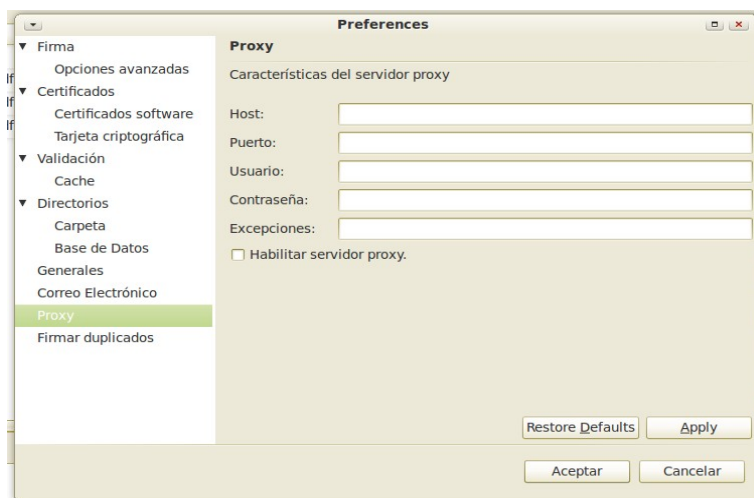 Preferences
Firma
Opciones avanzadas
Certificados
Certificados software
Tarjeta criptográfica
Validación
Cache
Directorios
Carpeta
Base de Datos
Generales
Correo Electrónico
Proxy
Firmar duplicados
Proxy
Características del servidor proxy
Host:
Puerto:
Usuario:
Contraseña:
Excepciones:
Habilitar servidor proxy.
Restore Defaults
Apply
Aceptar
Cancelar